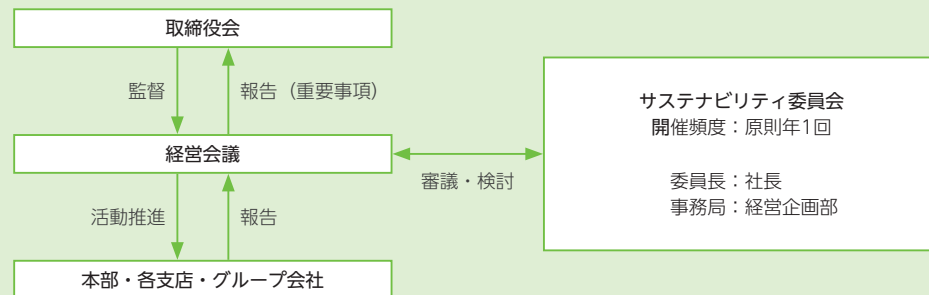 取締役会
監督
報告（重要事項）
経営会議
審議・検討
活動推進
報告
本部・各支店・グループ会社
サステナビリティ委員会
開催頻度：原則年1回
委員長：社長
事務局：経営企画部